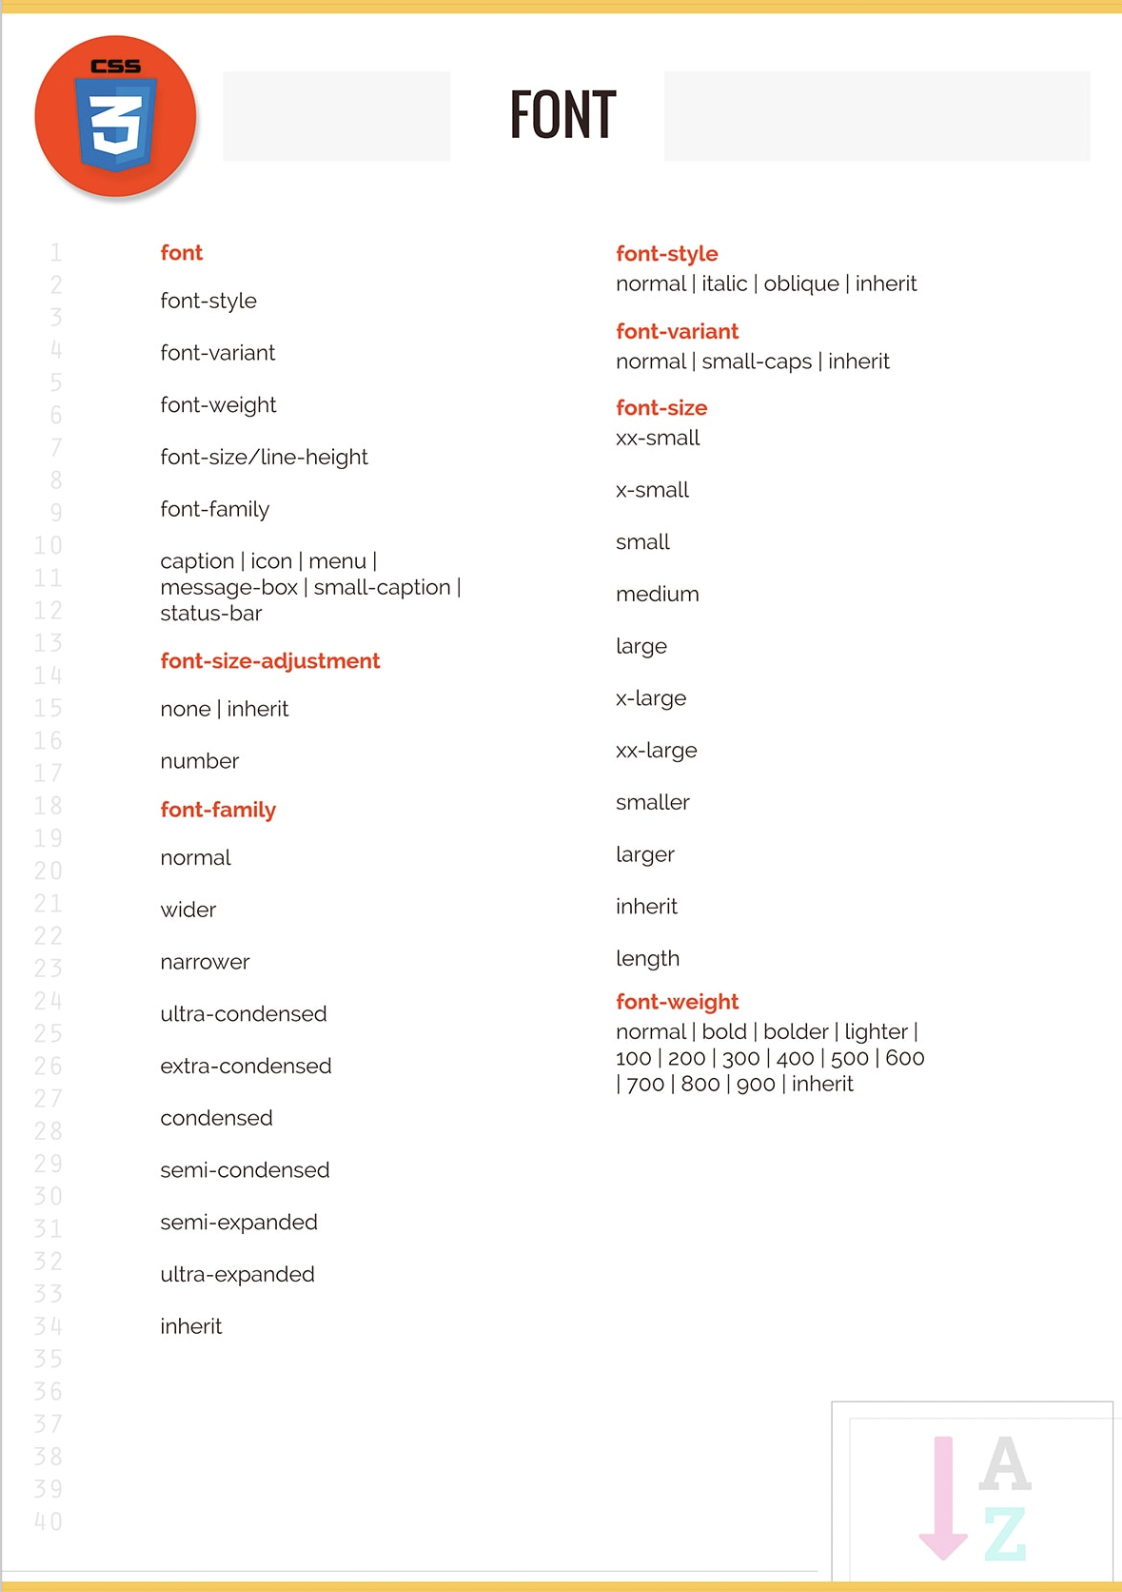 CSS
3
FONT
1
2
3
4
5
6
7
8
9
10
11
12
13
14
15
16
17
18
19
20
21
22
23
24
25
26
27
28
29
30
31
32
33
34
35
36
37
38
39
40
font
font-style
font-variant
font-weight
font-size/line-height
font-family
caption | icon | menu |
message-box | small-caption |
status-bar
font-size-adjustment
none | inherit
number
font-family
normal
wider
narrower
ultra-condensed
extra-condensed
condensed
semi-condensed
semi-expanded
ultra-expanded
inherit
font-style
normal | italic | oblique | inherit
font-variant
normal | small-caps | inherit
font-size
xx-small
x-small
small
medium
large
x-large
xx-large
smaller
larger
inherit
length
font-weight
normal | bold | bolder | lighter |
100 | 200 | 300 | 400 | 500 | 600
| 700 | 800 | 900 | inherit
A
Z